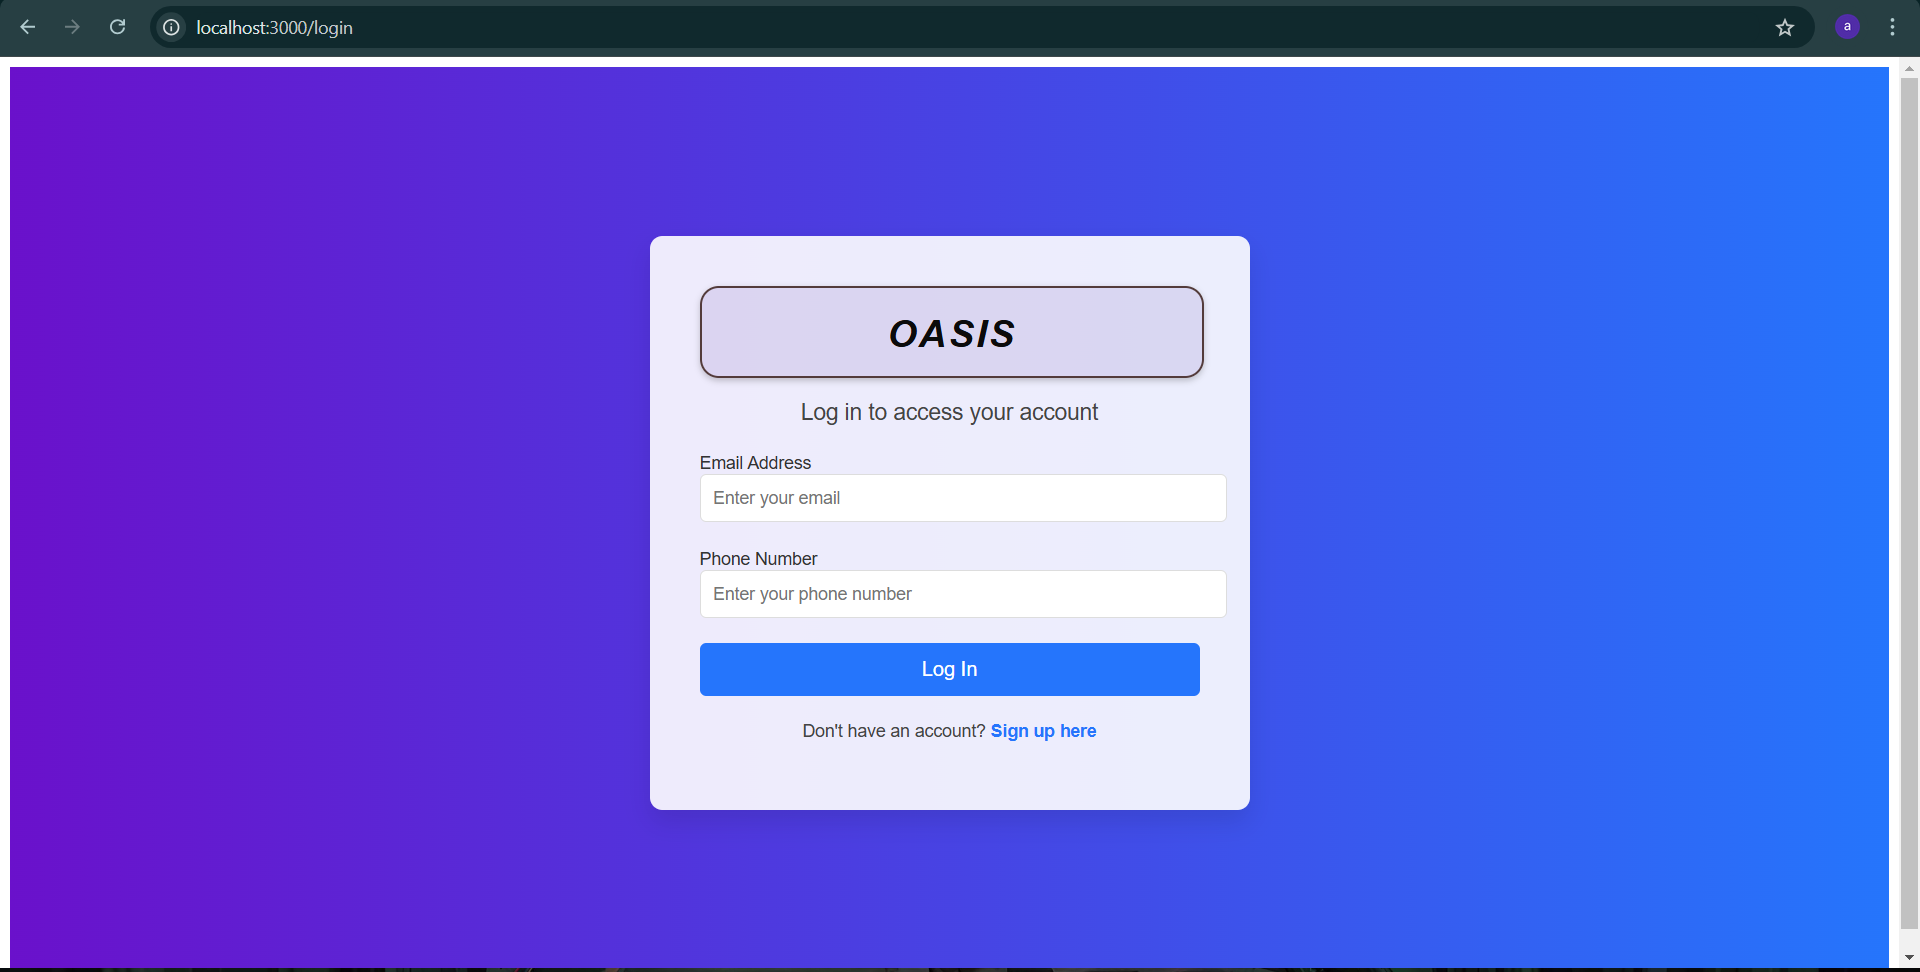 localhost:3000/login
a
OASIS
Log in to access your account
Email Address
Enter your email
Phone Number
Enter your phone number
Log In
Don't have an account? Sign up here